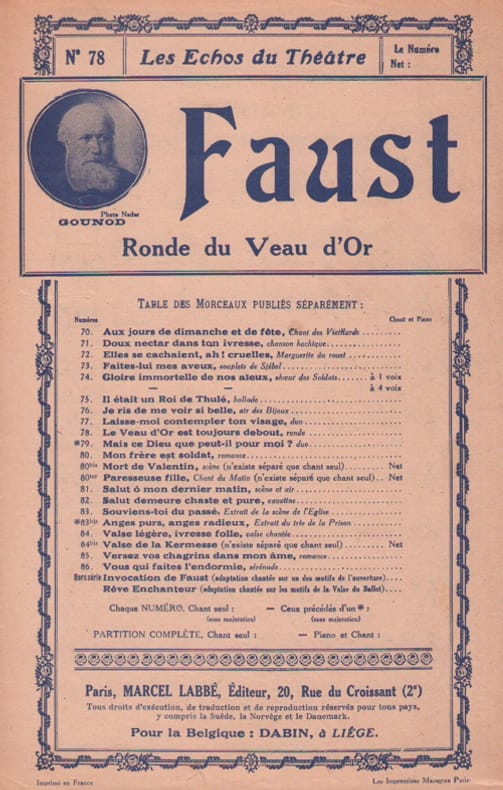 Nº 78
Les Echos du Théâtre
Le Numéro
Net :
Faust
Photo Nadar
GOUNOD
Ronde du Veau d'Or
TABLE DES MORCEAUX PUBLIÉS SÉPARÉMENT :
Numéros Chant et Piano
70. Aux jours de dimanche et de fête, Chant des Vieillards
71. Doux nectar dans ton ivresse, chanson bachique
72. Elles se cachaient, ah ! cruelles, Marguerite du rouet
73. Faites-lui mes aveux, couplets de Siébel
74. Gloire immortelle de nos aïeux, chœur des Soldats à 1 voix
— — à 4 voix
75. Il était un Roi de Thulé, ballade
76. Je ris de me voir si belle, air des Bijoux
77. Laisse-moi contempler ton visage, duo
78. Le Veau d'Or est toujours debout, ronde
*79. Mais ce Dieu que peut-il pour moi ? duo
80. Mon frère est soldat, romance
80bis Mort de Valentin, scène (n'existe séparé que chant seul) Net
80ter Paresseuse fille, Chant du Matin (n'existe séparé que chant seul) Net
81. Salut ô mon dernier matin, scène et air
82. Salut demeure chaste et pure, cavatine
83. Souviens-toi du passé, Extrait de la scène de l'Eglise
*83bis Anges purs, anges radieux, Extrait du trio de la Prison
84. Valse légère, ivresse folle, valse chantée
84bis Valse de la Kermesse (n'existe séparé que chant seul) Net
85. Versez vos chagrins dans mon âme, romance
86. Vous qui faites l'endormie, sérénade
Hors série Invocation de Faust (adaptation chantée sur un des motifs de l'ouverture)
Rêve Enchanteur (adaptation chantée sur les motifs de la Valse du Ballet)
Chaque NUMÉRO, Chant seul : — Ceux précédés d'un * :
(sans majoration) (sans majoration)
PARTITION COMPLÈTE, Chant seul : — Piano et Chant :
Paris, MARCEL LABBÉ, Éditeur, 20, Rue du Croissant (2e)
Tous droits d'exécution, de traduction et de reproduction réservés pour tous pays,
y compris la Suède, la Norvège et le Danemark.
Pour la Belgique : DABIN, à LIÉGE.
Imprimé en France
Les Impressions Paris